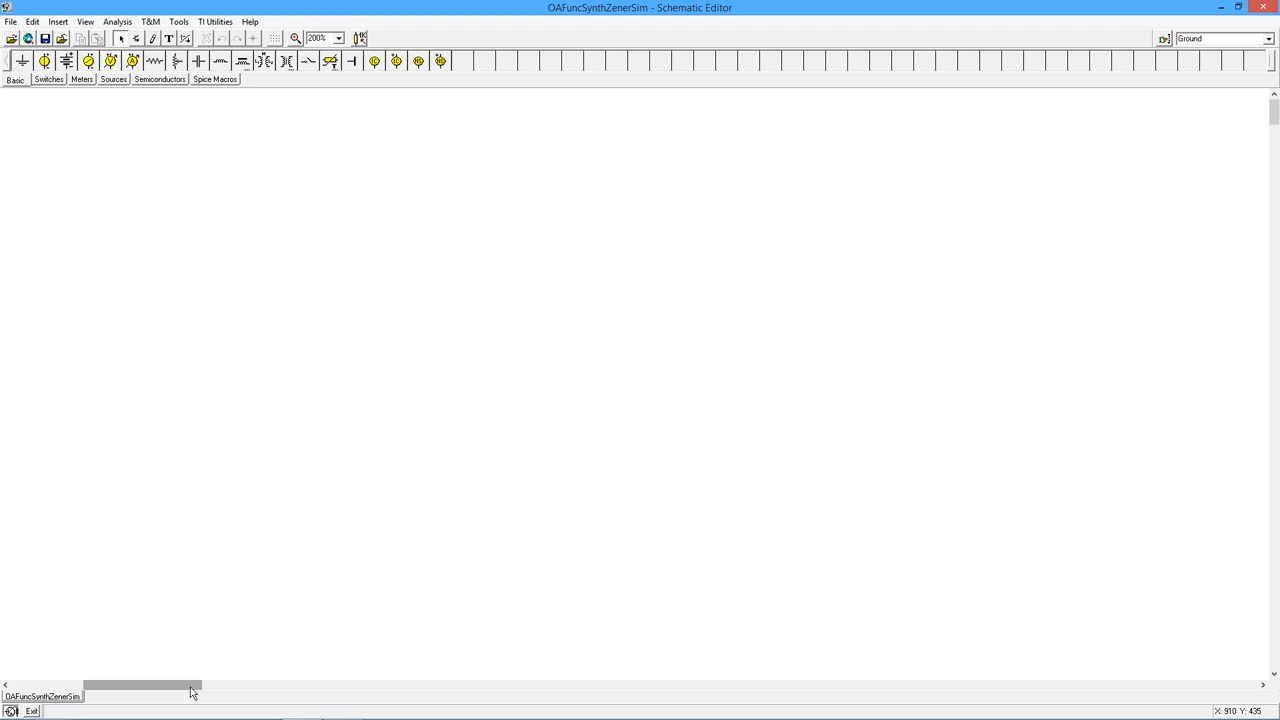 OAFuncSynthZenerSim - Schematic Editor
File Edit Insert View Analysis T&M Tools TI Utilities Help
200% Ground
Basic Switches Meters Sources Semiconductors Spice Macros
OAFuncSynthZenerSim
Exit X: 910 Y: 435